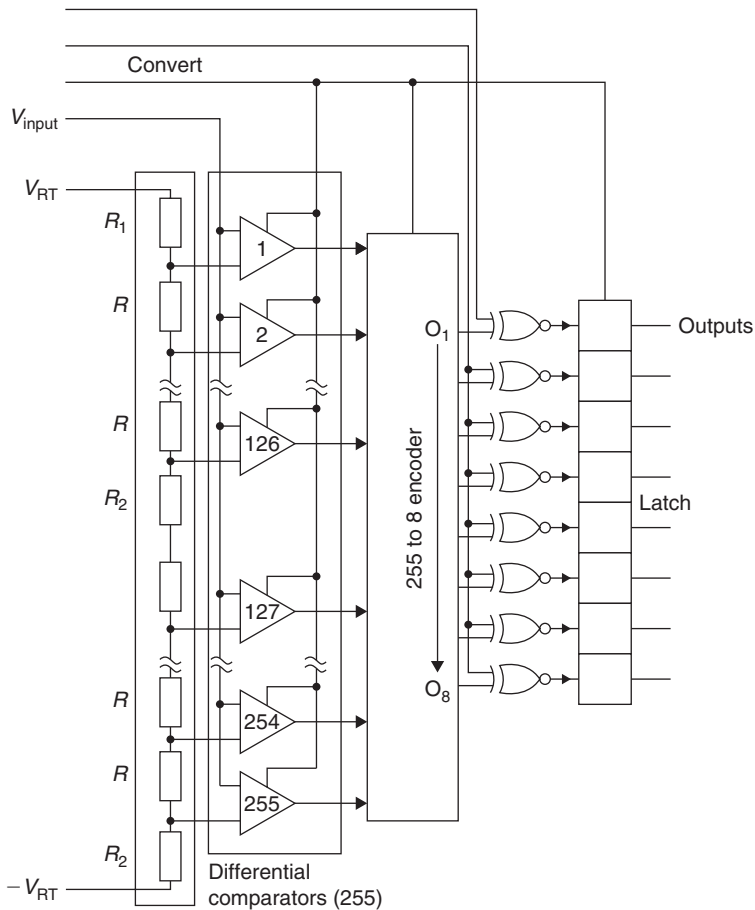 Convert
V_input
V_RT
R_1
1
R
2
O_1
Outputs
R
126
R_2
255 to 8 encoder
Latch
127
R
254
O_8
R
255
R_2
−V_RT
Differential
comparators (255)